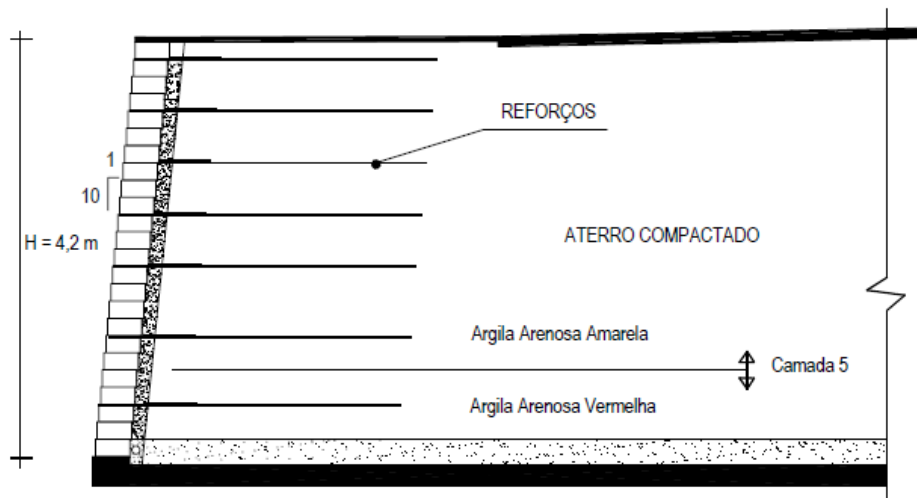 REFORÇOS
1
10
ATERRO COMPACTADO
H = 4,2 m
Argila Arenosa Amarela
Camada 5
Argila Arenosa Vermelha